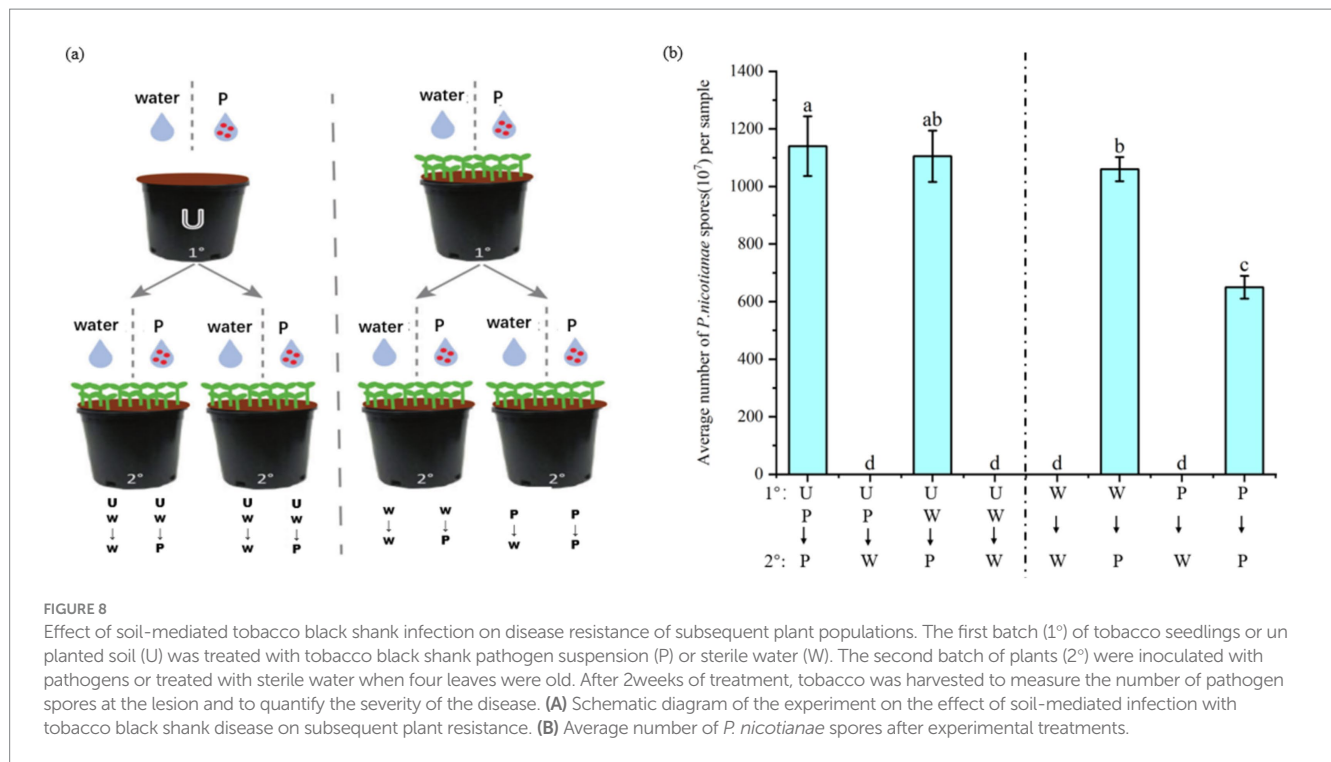 (a)
water P
water P
U
1°
1°
water P water P water P water P
2° 2° 2° 2°
U U U U w w P P
w w w w ↓ ↓ ↓ ↓
↓ ↓ ↓ ↓ w P w P
w P w P
(b)
Average number of P.nicotianae spores(10⁷) per sample
1400
1200
1000
800
600
400
200
0
a d ab d d b d c
1°: U U U U W W P P
P P W W ↓ ↓ ↓ ↓
↓ ↓ ↓ ↓
2°: P W P W W P W P
FIGURE 8
Effect of soil-mediated tobacco black shank infection on disease resistance of subsequent plant populations. The first batch (1°) of tobacco seedlings or un
planted soil (U) was treated with tobacco black shank pathogen suspension (P) or sterile water (W). The second batch of plants (2°) were inoculated with
pathogens or treated with sterile water when four leaves were old. After 2weeks of treatment, tobacco was harvested to measure the number of pathogen
spores at the lesion and to quantify the severity of the disease. (A) Schematic diagram of the experiment on the effect of soil-mediated infection with
tobacco black shank disease on subsequent plant resistance. (B) Average number of P. nicotianae spores after experimental treatments.